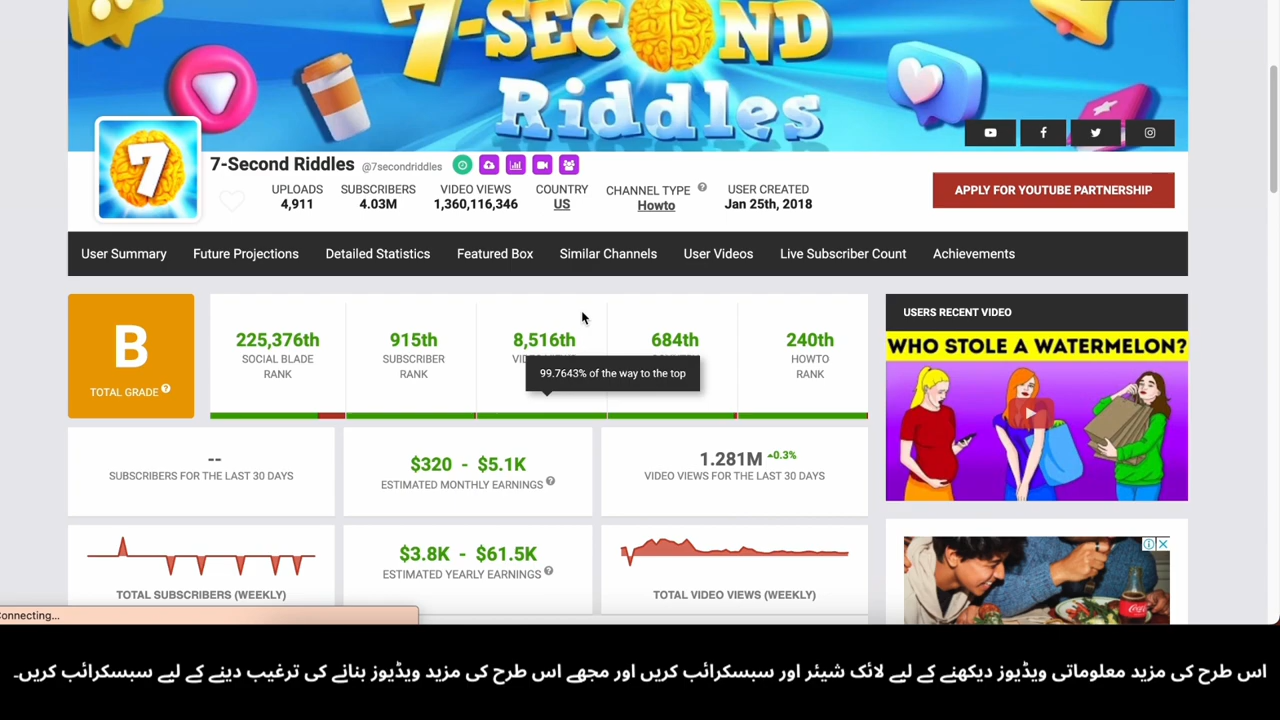 7-SECOND
Riddles
7
7-Second Riddles @7secondriddles
UPLOADS SUBSCRIBERS VIDEO VIEWS COUNTRY CHANNEL TYPE USER CREATED
4,911 4.03M 1,360,116,346 US Howto Jan 25th, 2018
APPLY FOR YOUTUBE PARTNERSHIP
User Summary Future Projections Detailed Statistics Featured Box Similar Channels User Videos Live Subscriber Count Achievements
B
TOTAL GRADE
225,376th
SOCIAL BLADE
RANK
915th
SUBSCRIBER
RANK
8,516th
684th
240th
HOWTO
RANK
99.7643% of the way to the top
USERS RECENT VIDEO
WHO STOLE A WATERMELON?
--
SUBSCRIBERS FOR THE LAST 30 DAYS
$320 - $5.1K
ESTIMATED MONTHLY EARNINGS
1.281M +0.3%
VIDEO VIEWS FOR THE LAST 30 DAYS
TOTAL SUBSCRIBERS (WEEKLY)
$3.8K - $61.5K
ESTIMATED YEARLY EARNINGS
TOTAL VIDEO VIEWS (WEEKLY)
Coca-Cola
Connecting...
اس طرح کی مزید معلوماتی ویڈیوز دیکھنے کے لیے لائک شیئر اور سبسکرائب کریں اور مجھے اس طرح کی مزید ویڈیوز بنانے کی ترغیب دینے کے لیے سبسکرائب کریں۔